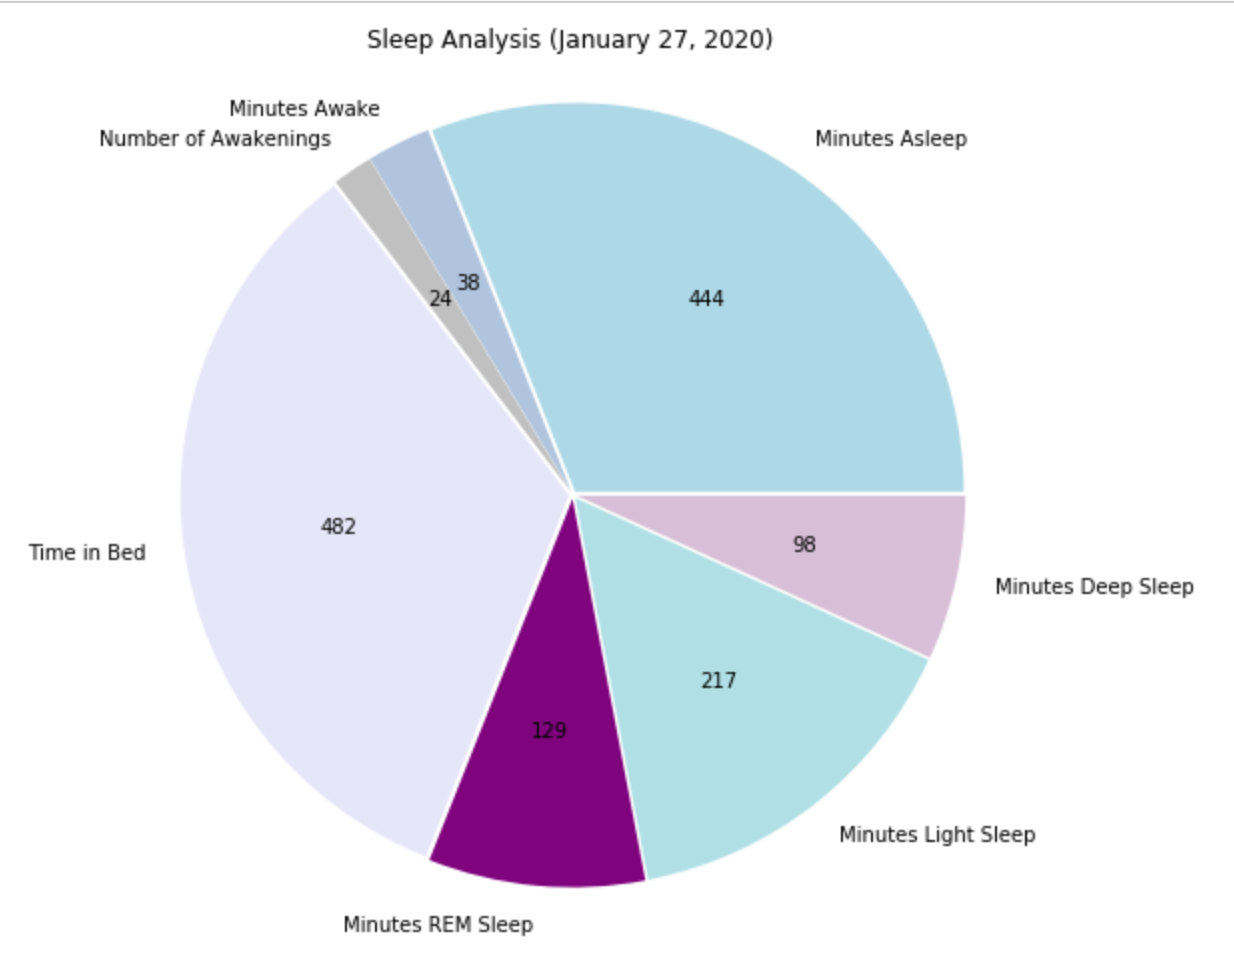 Sleep Analysis (January 27, 2020)
Minutes Awake
Number of Awakenings
Minutes Asleep
38
24
444
482
Time in Bed
98
Minutes Deep Sleep
217
129
Minutes Light Sleep
Minutes REM Sleep